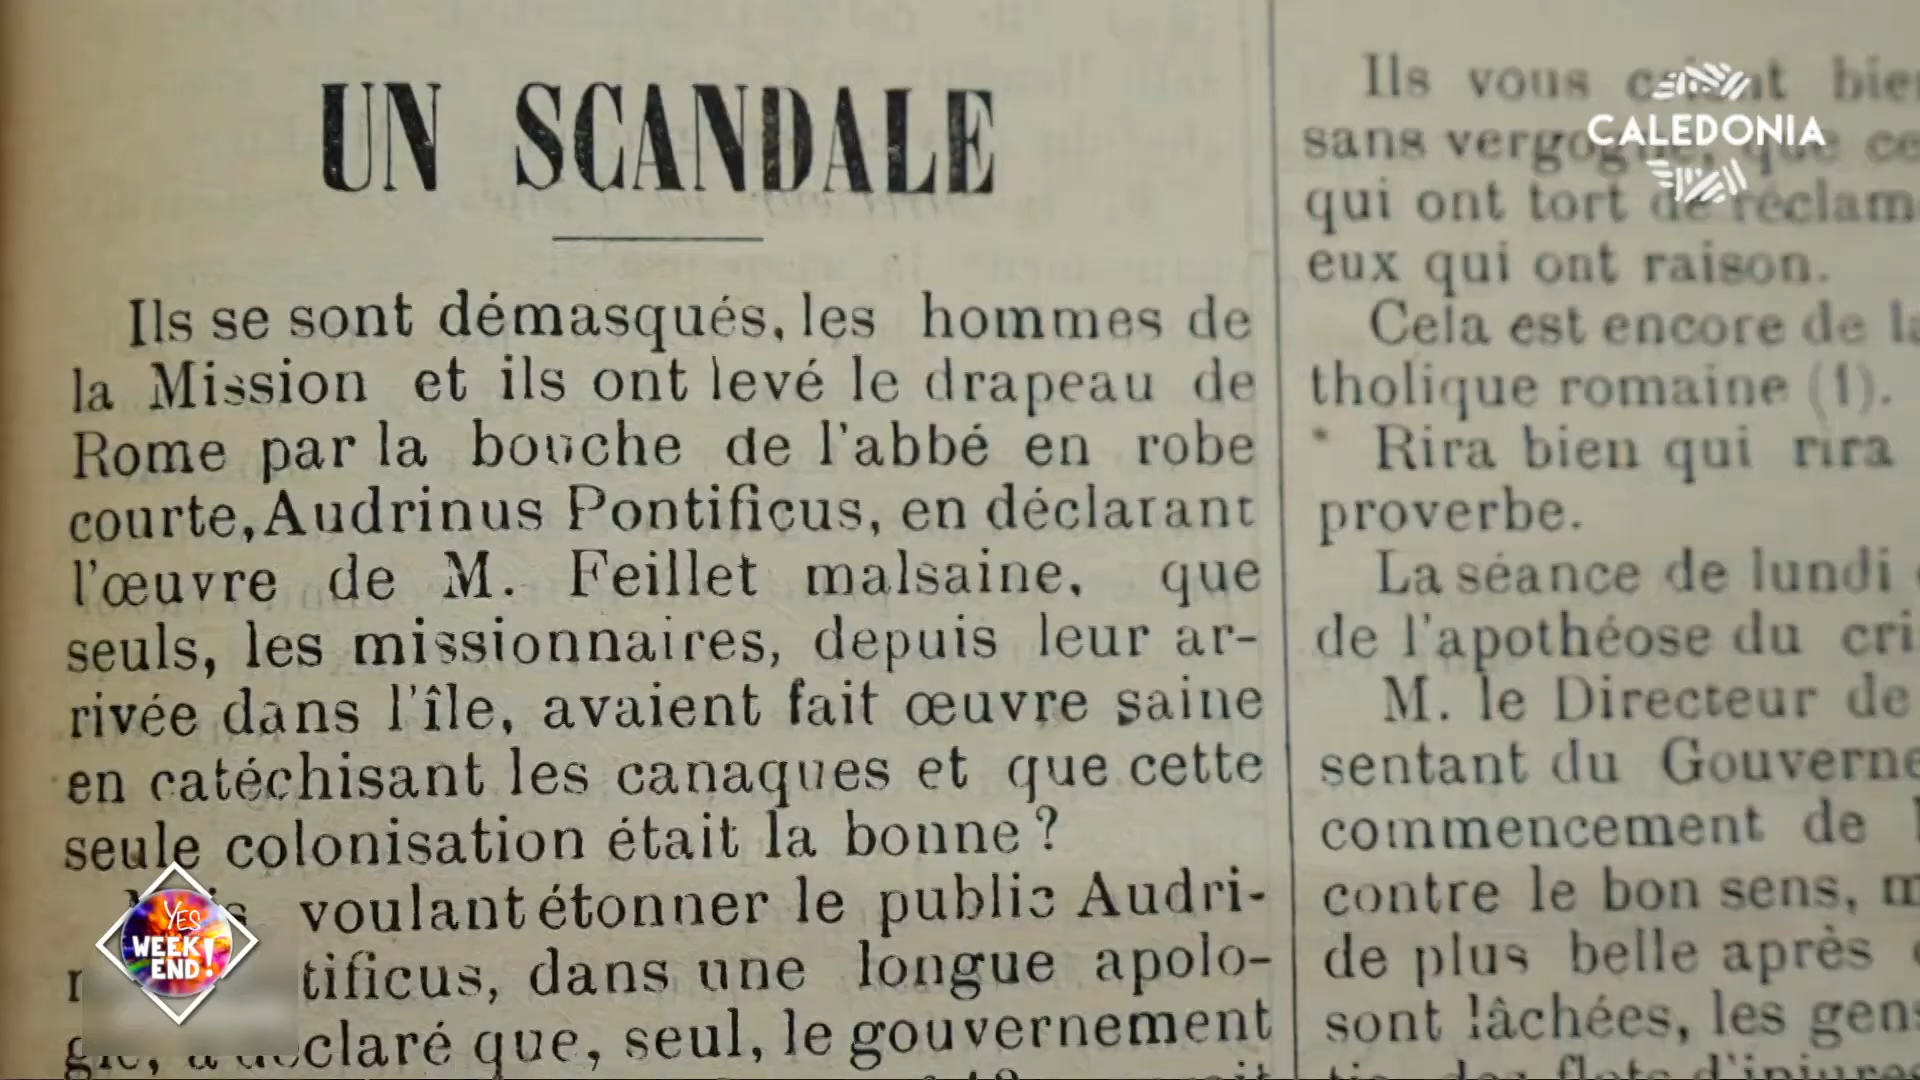 UN SCANDALE
Ils se sont démasqués, les hommes de
la Mission et ils ont levé le drapeau de
Rome par la bouche de l'abbé en robe
courte, Audrinus Pontificus, en déclarant
l'œuvre de M. Feillet malsaine, que
seuls, les missionnaires, depuis leur ar-
rivée dans l'île, avaient fait œuvre saine
en catéchisant les canaques et que cette
seule colonisation était la bonne?
voulant étonner le public Audri-
tificus, dans une longue apolo-
claré que, seul, le gouvernement
Ils vous bie
sans vergogne, que ce
qui ont tort de réclam
eux qui ont raison.
Cela est encore de la
tholique romaine (1).
Rira bien qui rira
proverbe.
La séance de lundi
de l'apothéose du cri
M. le Directeur de
sentant du Gouverne
commencement de
contre le bon sens, m
de plus belle après
sont lâchées, les gens
flots d'injures
CALEDONIA
YES
WEEK
END!